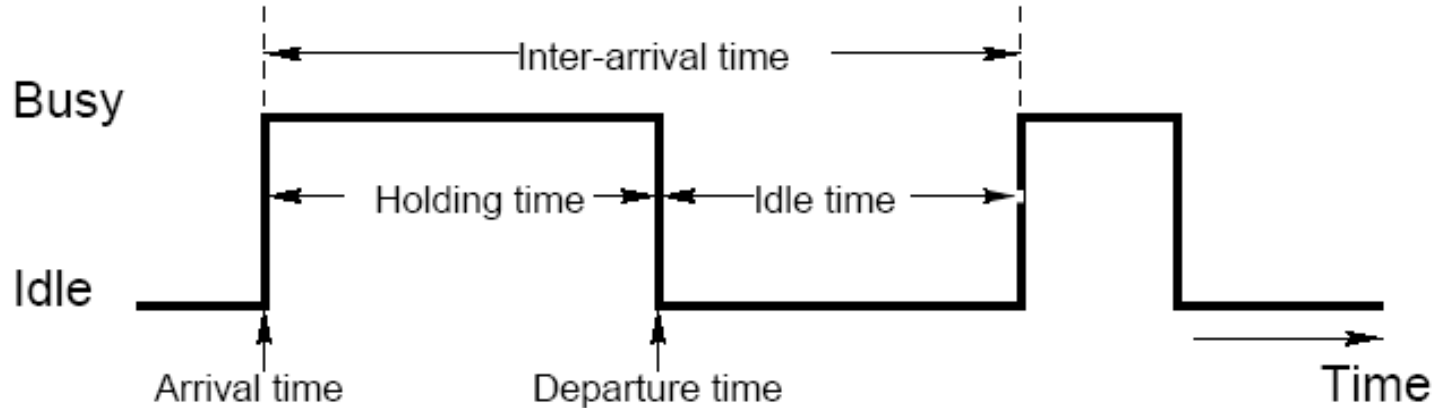 Inter-arrival time
Busy
Holding time
Idle time
Idle
Arrival time
Departure time
Time